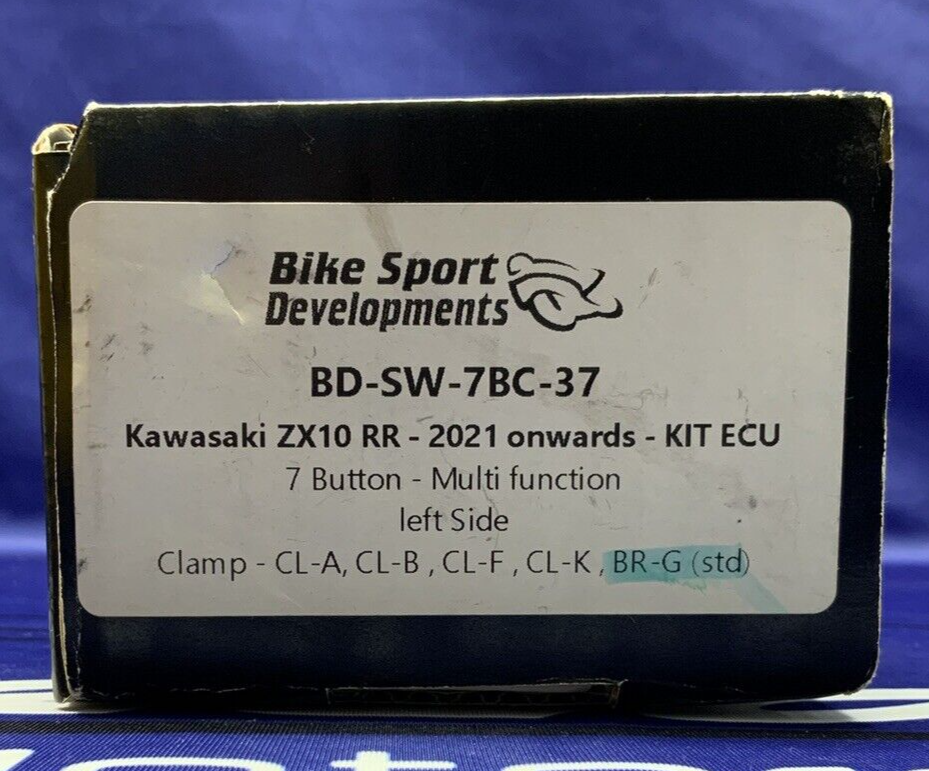 Bike Sport
Developments
BD-SW-7BC-37
Kawasaki ZX10 RR - 2021 onwards - KIT ECU
7 Button - Multi function
left Side
Clamp - CL-A, CL-B , CL-F , CL-K , BR-G (std)